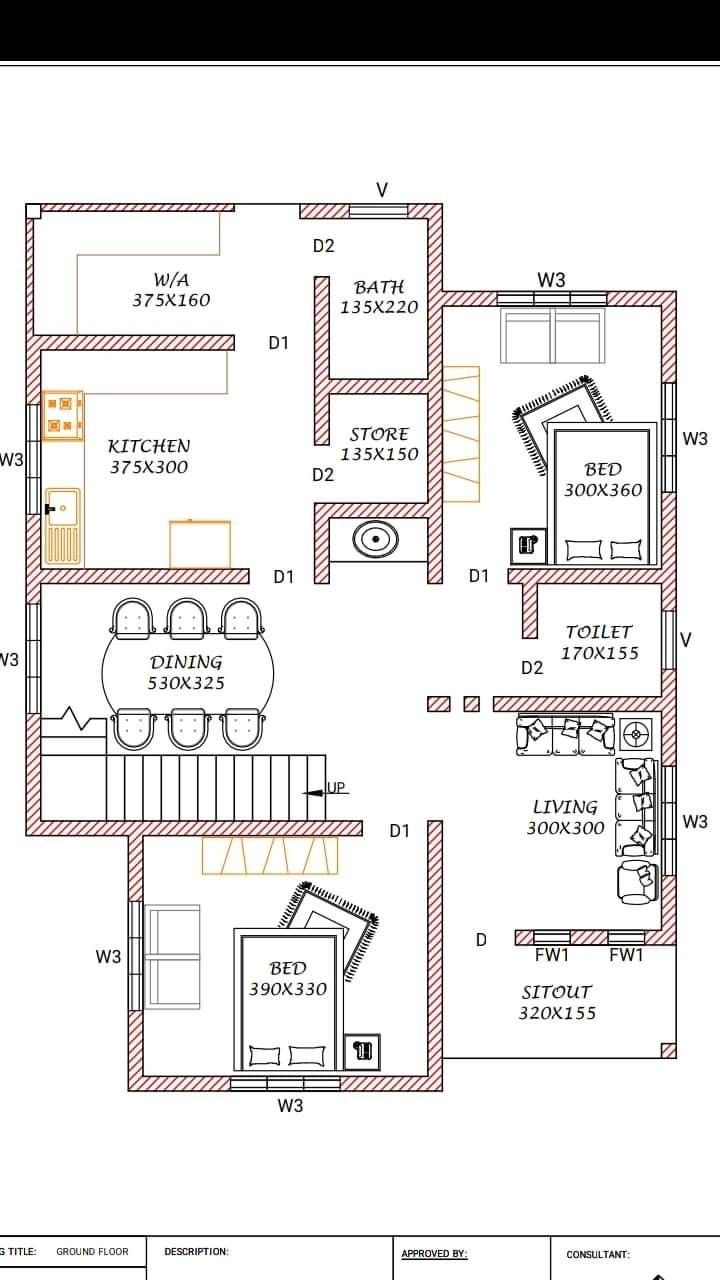 V
D2
W/A
375X160
BATH
135X220
W3
D1
W3
STORE
135X150
KITCHEN
375X300
W3
BED
300X360
D2
D1
D1
TOILET
170X155
V
W3
DINING
530X325
D2
UP
LIVING
300X300
W3
D1
D
FW1
FW1
W3
BED
390X330
SITOUT
320X155
W3
G TITLE:
GROUND FLOOR
DESCRIPTION:
APPROVED BY:
CONSULTANT: